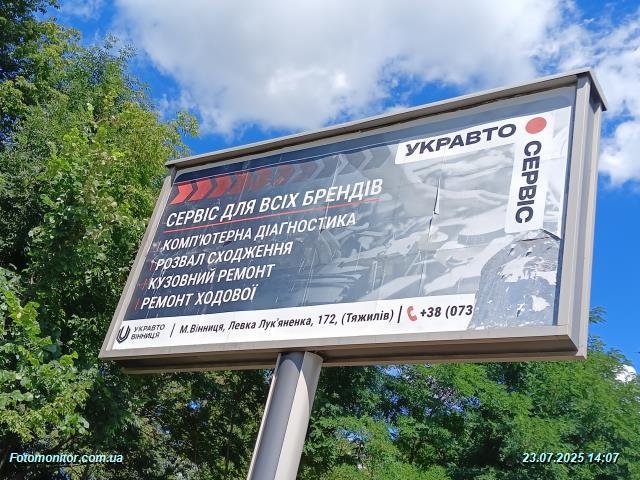 УКРАВТО
СЕРВІС
СЕРВІС ДЛЯ ВСІХ БРЕНДІВ
КОМП'ЮТЕРНА ДІАГНОСТИКА
РОЗВАЛ СХОДЖЕННЯ
КУЗОВНИЙ РЕМОНТ
РЕМОНТ ХОДОВОЇ
УКРАВТО
ВІННИЦЯ
М.Вінниця, Левка Лук'яненка, 172, (Тяжилів)
+38 (073
Fotomonitor.com.ua
23.07.2025 14:07